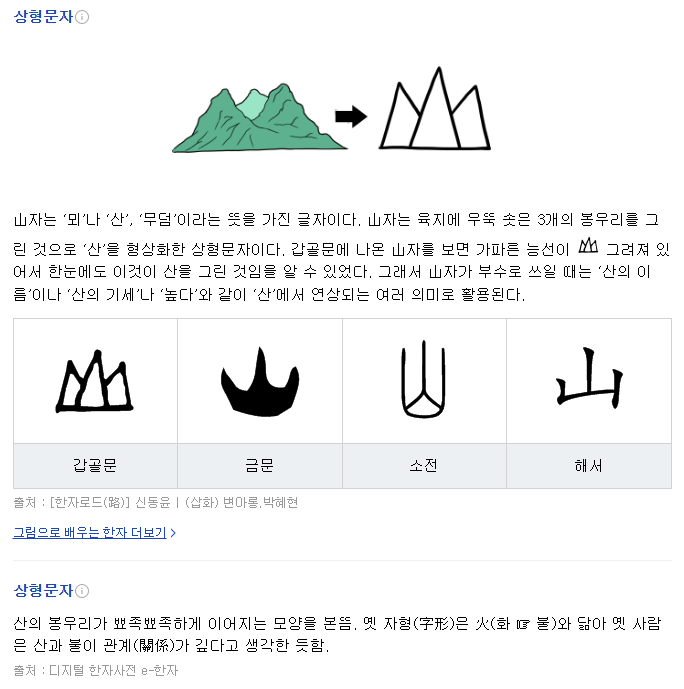 상형문자
山자는 ‘뫼’나 ‘산’, ‘무덤’이라는 뜻을 가진 글자이다. 山자는 육지에 우뚝 솟은 3개의 봉우리를 그
린 것으로 ‘산’을 형상화한 상형문자이다. 갑골문에 나온 山자를 보면 가파른 능선이 그려져 있
어서 한눈에도 이것이 산을 그린 것임을 알 수 있었다. 그래서 山자가 부수로 쓰일 때는 ‘산의 이
름’이나 ‘산의 기세’나 ‘높다’와 같이 ‘산’에서 연상되는 여러 의미로 활용된다.
山
갑골문 금문 소전 해서
출처 : [한자로드(路)] 신동윤 | (삽화) 변아롱.박혜현
그림으로 배우는 한자 더보기
상형문자
산의 봉우리가 뾰족뾰족하게 이어지는 모양을 본뜸. 옛 자형(字形)은 火(화 ☞ 불)와 닮아 옛 사람
은 산과 불이 관계(關係)가 깊다고 생각한 듯함.
출처 : 디지털 한자사전 e-한자